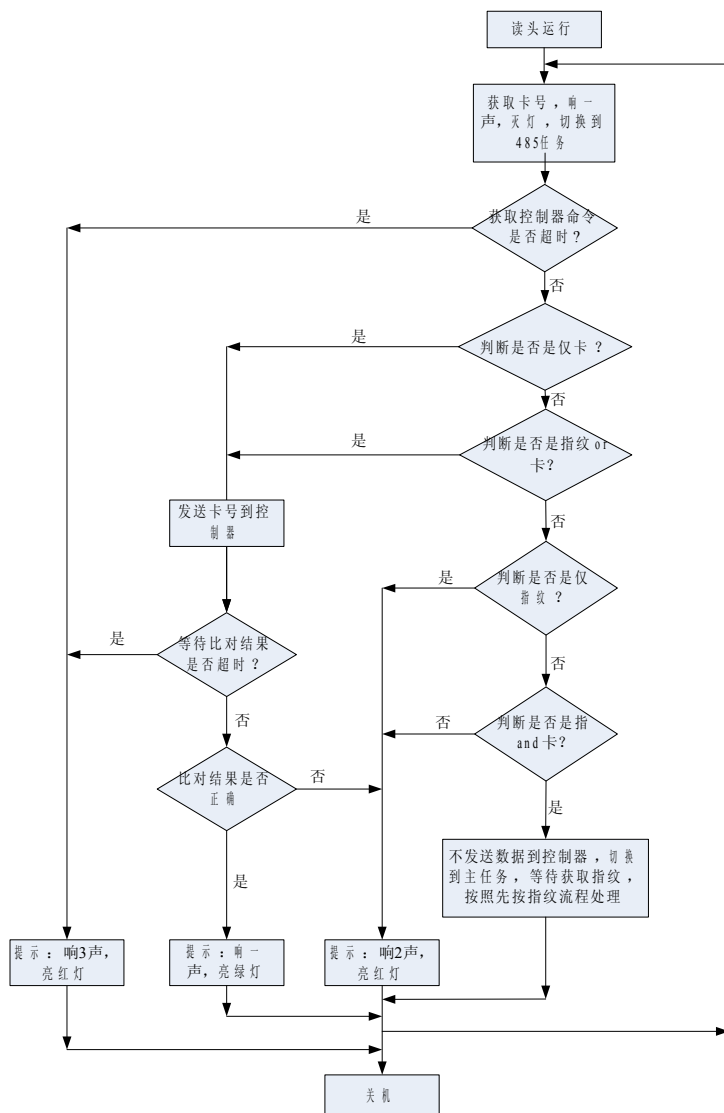 读头运行
获取卡号，响一
声，灭灯，切换到
485任务
获取控制器命令
是否超时？
是
否
判断是否是仅卡？
是
否
判断是否是指纹or
卡?
是
否
发送卡号到控
制器
判断是否是仅
指纹？
是
否
等待比对结果
是否超时？
是
否
判断是否是指
and卡?
否
是
比对结果是否
正确
否
是
不发送数据到控制器，切换
到主任务，等待获取指纹，
按照先按指纹流程处理
提示：响3声，
亮红灯
提示：响一
声，亮绿灯
提示：响2声，
亮红灯
关机